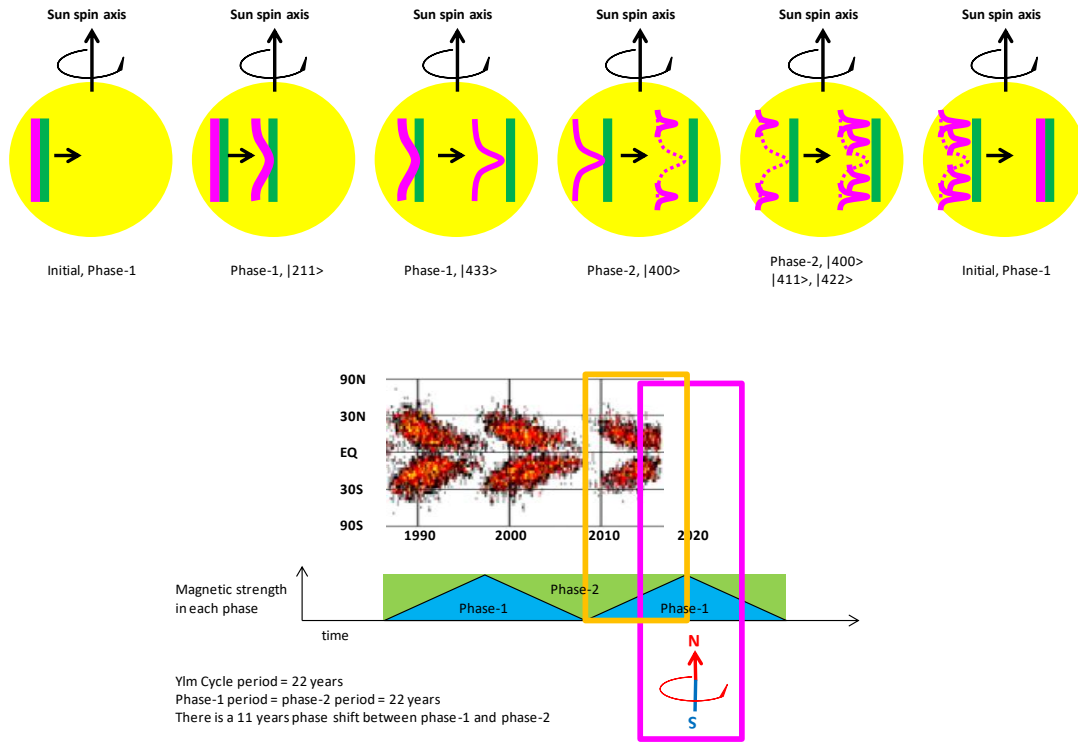 Sun spin axis
Sun spin axis
Sun spin axis
Sun spin axis
Sun spin axis
Sun spin axis
Initial, Phase-1
Phase-1, |211>
Phase-1, |433>
Phase-2, |400>
Phase-2, |400>
|411>, |422>
Initial, Phase-1
90N
30N
EQ
30S
90S
1990
2000
2010
2020
Magnetic strength
in each phase
Phase-2
Phase-1
Phase-1
time
N
S
Ylm Cycle period = 22 years
Phase-1 period = phase-2 period = 22 years
There is a 11 years phase shift between phase-1 and phase-2